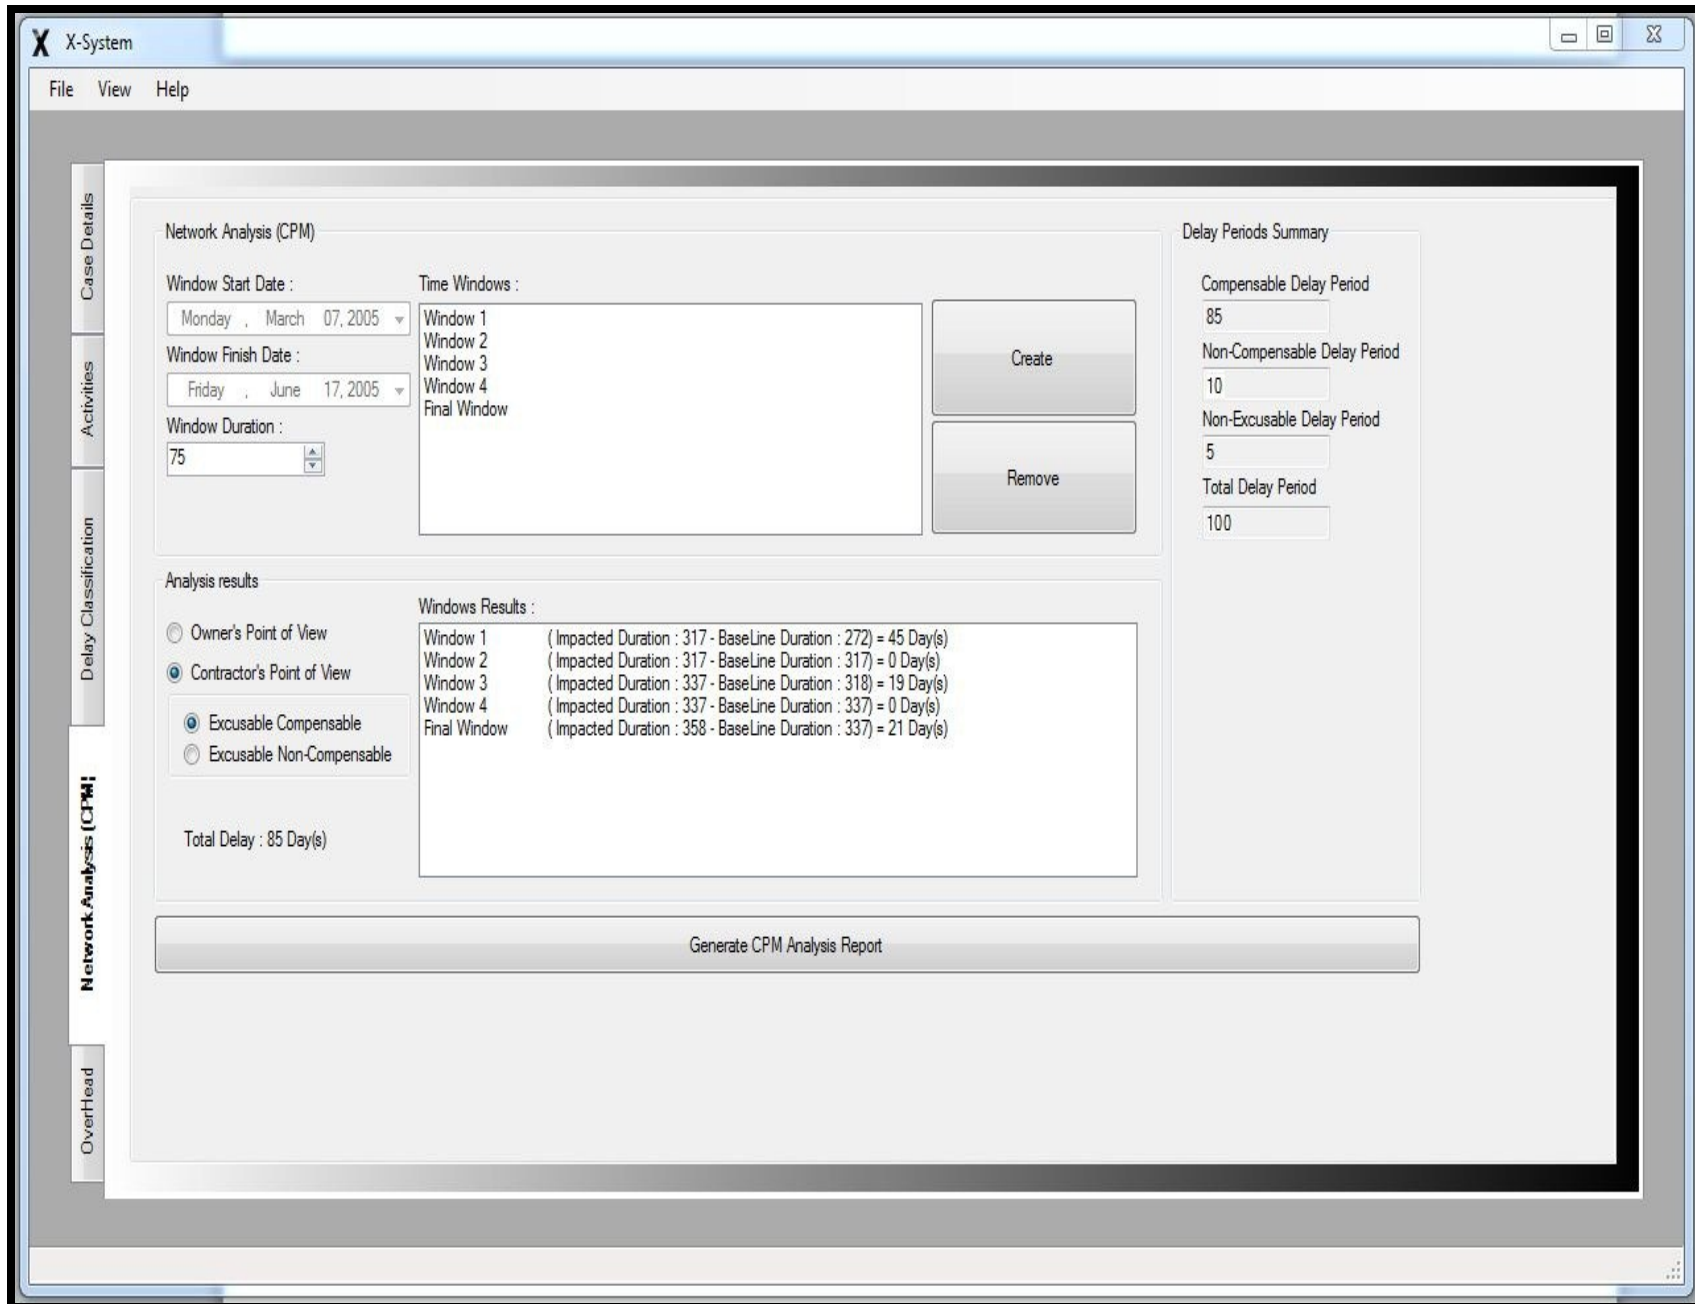 X-System
File View Help
Case Details
Activities
Delay Classification
Network Analysis (CPM)
OverHead
Network Analysis (CPM)
Window Start Date :
Monday , March 07, 2005
Window Finish Date :
Friday , June 17, 2005
Window Duration :
75
Time Windows :
Window 1
Window 2
Window 3
Window 4
Final Window
Create
Remove
Delay Periods Summary
Compensable Delay Period
85
Non-Compensable Delay Period
10
Non-Excusable Delay Period
5
Total Delay Period
100
Analysis results
Owner's Point of View
Contractor's Point of View
Excusable Compensable
Excusable Non-Compensable
Total Delay : 85 Day(s)
Windows Results :
Window 1 ( Impacted Duration : 317 - BaseLine Duration : 272) = 45 Day(s)
Window 2 ( Impacted Duration : 317 - BaseLine Duration : 317) = 0 Day(s)
Window 3 ( Impacted Duration : 337 - BaseLine Duration : 318) = 19 Day(s)
Window 4 ( Impacted Duration : 337 - BaseLine Duration : 337) = 0 Day(s)
Final Window ( Impacted Duration : 358 - BaseLine Duration : 337) = 21 Day(s)
Generate CPM Analysis Report